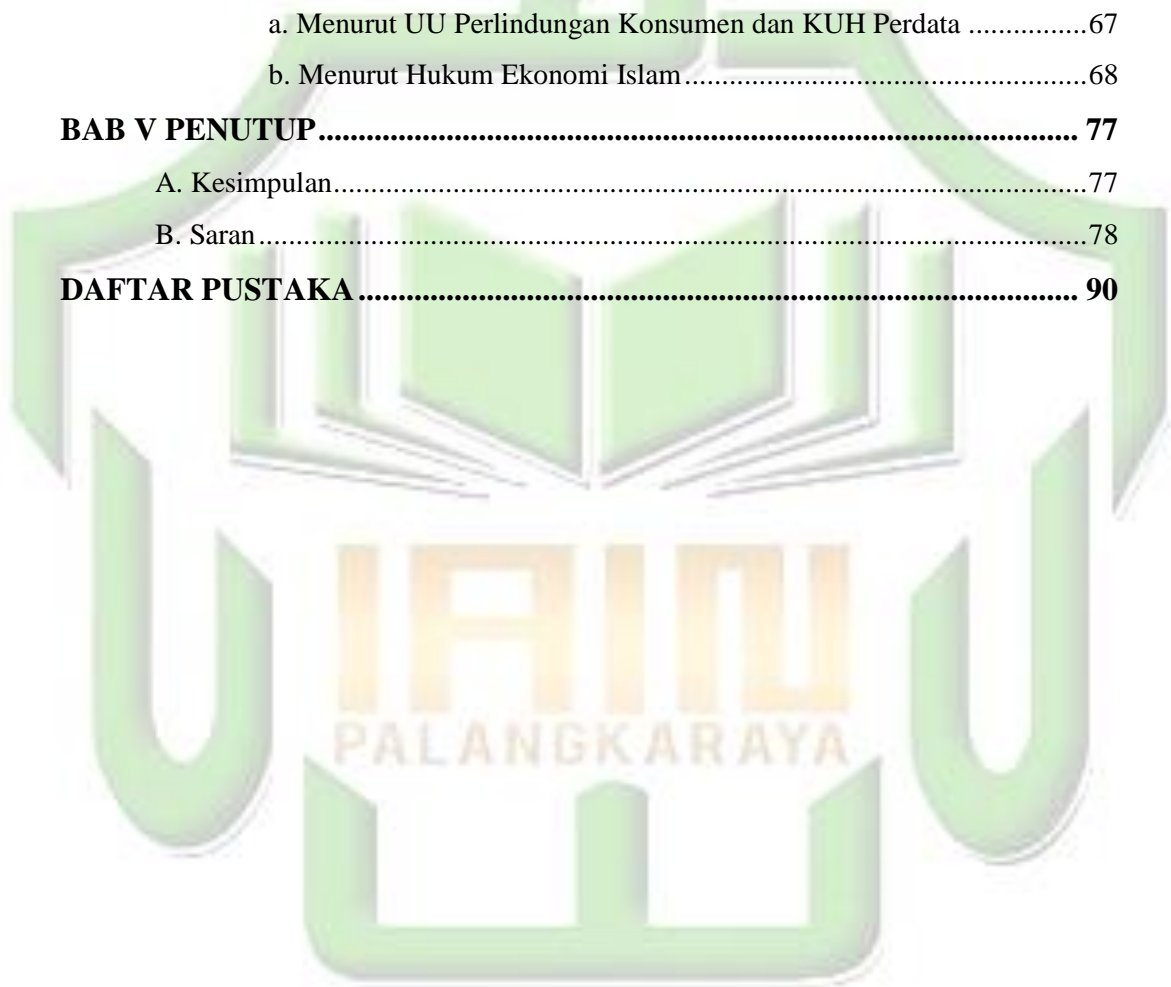 a. Menurut UU Perlindungan Konsumen dan KUH Perdata ................67
b. Menurut Hukum Ekonomi Islam..........................................................68
BAB V PENUTUP........................................................................................... 77
A. Kesimpulan.......................................................................................77
B. Saran................................................................................................78
DAFTAR PUSTAKA...................................................................................... 90
IAIN
PALANGKARAYA